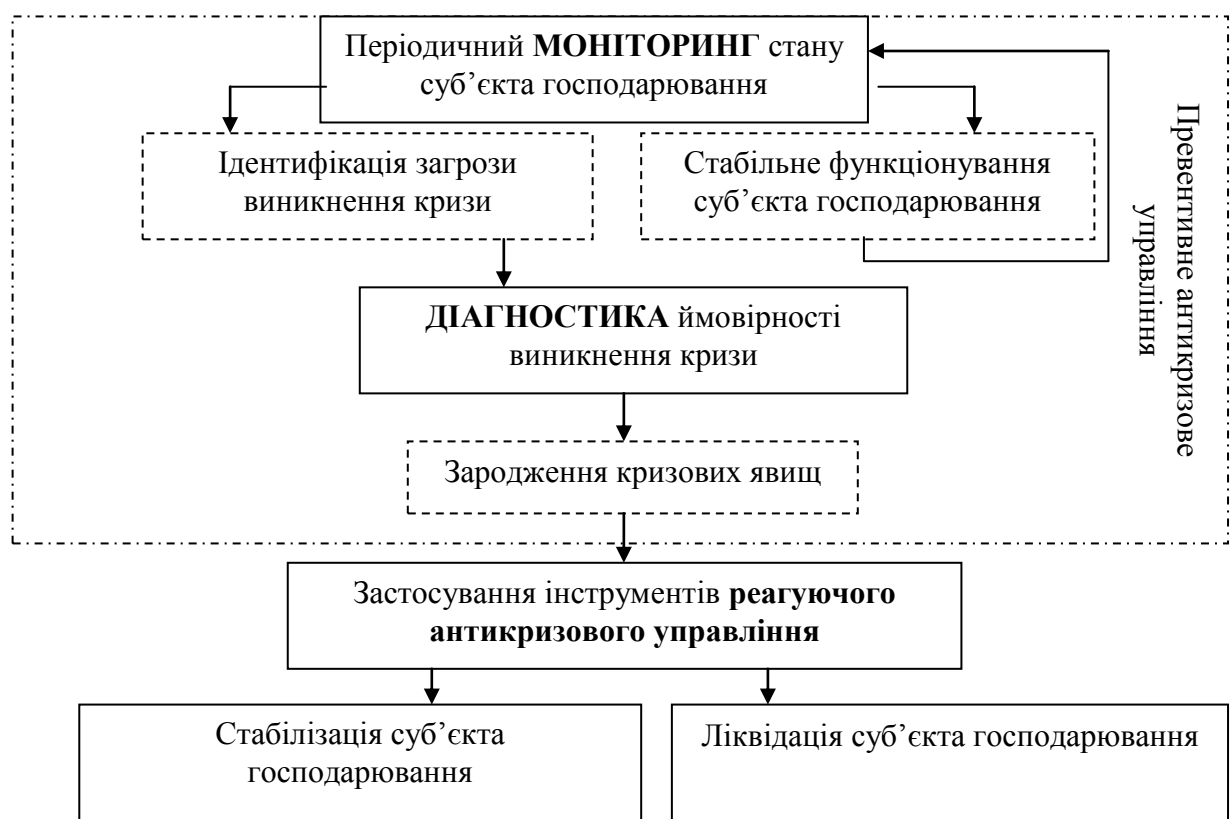 Періодичний МОНІТОРИНГ стану
суб’єкта господарювання
Ідентифікація загрози
виникнення кризи
Стабільне функціонування
суб’єкта господарювання
Превентивне антикризове
управління
ДІАГНОСТИКА ймовірності
виникнення кризи
Зародження кризових явищ
Застосування інструментів реагуючого
антикризового управління
Стабілізація суб’єкта
господарювання
Ліквідація суб’єкта господарювання